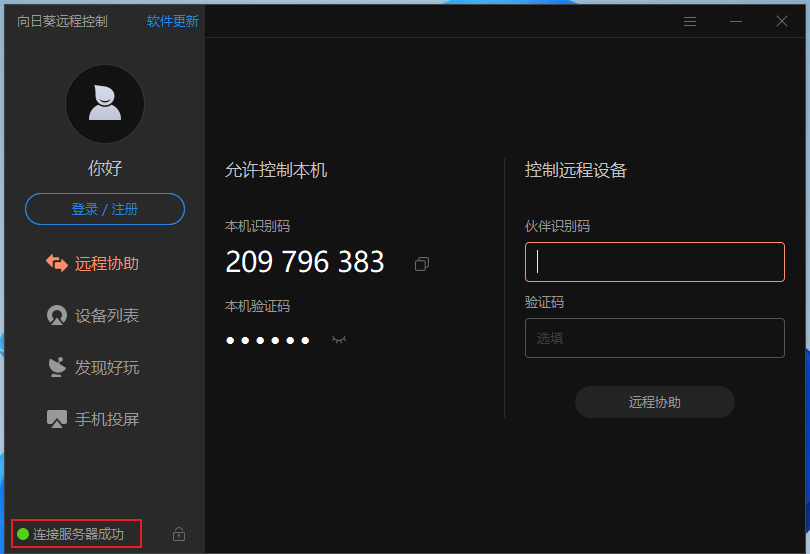 向日葵远程控制
软件更新
你好
登录 / 注册
远程协助
设备列表
发现好玩
手机投屏
连接服务器成功
允许控制本机
本机识别码
209 796 383
本机验证码
控制远程设备
伙伴识别码
验证码
选填
远程协助